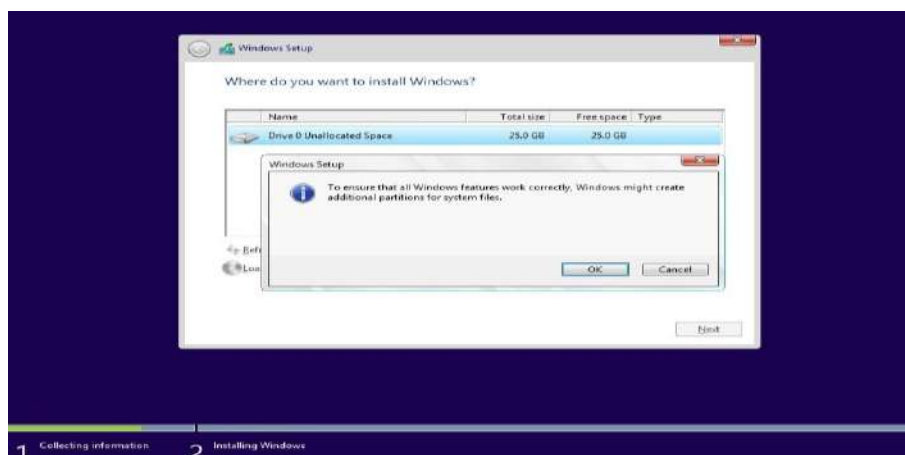 Windows Setup
Where do you want to install Windows?
Name Total size Free space Type
Drive 0 Unallocated Space 25.0 GB 25.0 GB
Windows Setup
To ensure that all Windows features work correctly, Windows might create
additional partitions for system files.
Refr
Loa
OK Cancel
Next
1 Collecting information 2 Installing Windows